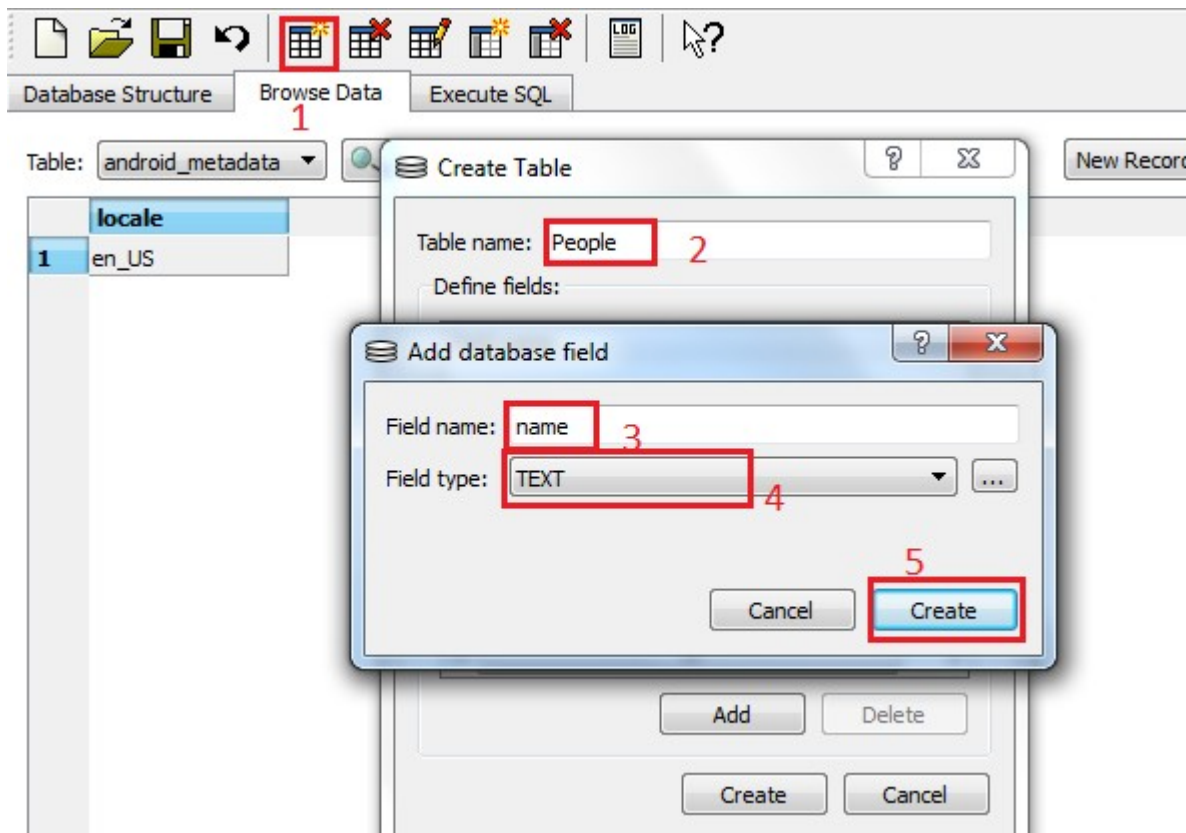 LOG
?
Database Structure Browse Data Execute SQL
1
Table: android_metadata
Create Table
?
New Record
locale
1 en_US
Table name: People 2
Define fields:
Add database field
?
Field name: name 3
Field type: TEXT ...
4
5
Cancel Create
Add Delete
Create Cancel